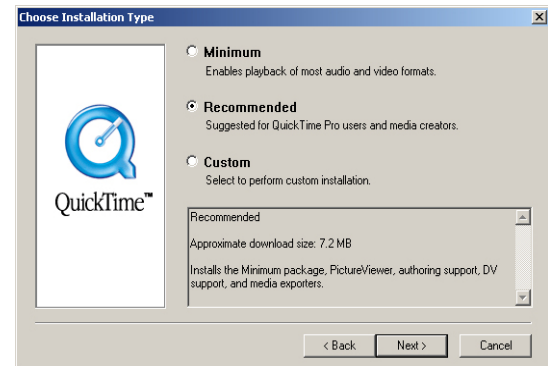 Choose Installation Type
Minimum
Enables playback of most audio and video formats.
Recommended
Suggested for QuickTime Pro users and media creators.
Custom
Select to perform custom installation.
QuickTime™
Recommended
Approximate download size: 7.2 MB
Installs the Minimum package, PictureViewer, authoring support, DV
support, and media exporters.
< Back
Next >
Cancel